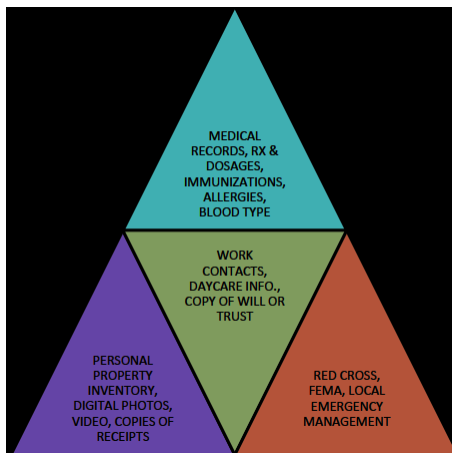 MEDICAL
RECORDS, RX &
DOSAGES,
IMMUNIZATIONS,
ALLERGIES,
BLOOD TYPE
WORK
CONTACTS,
DAYCARE INFO.,
COPY OF WILL OR
TRUST
PERSONAL
PROPERTY
INVENTORY,
DIGITAL PHOTOS,
VIDEO, COPIES OF
RECEIPTS
RED CROSS,
FEMA, LOCAL
EMERGENCY
MANAGEMENT